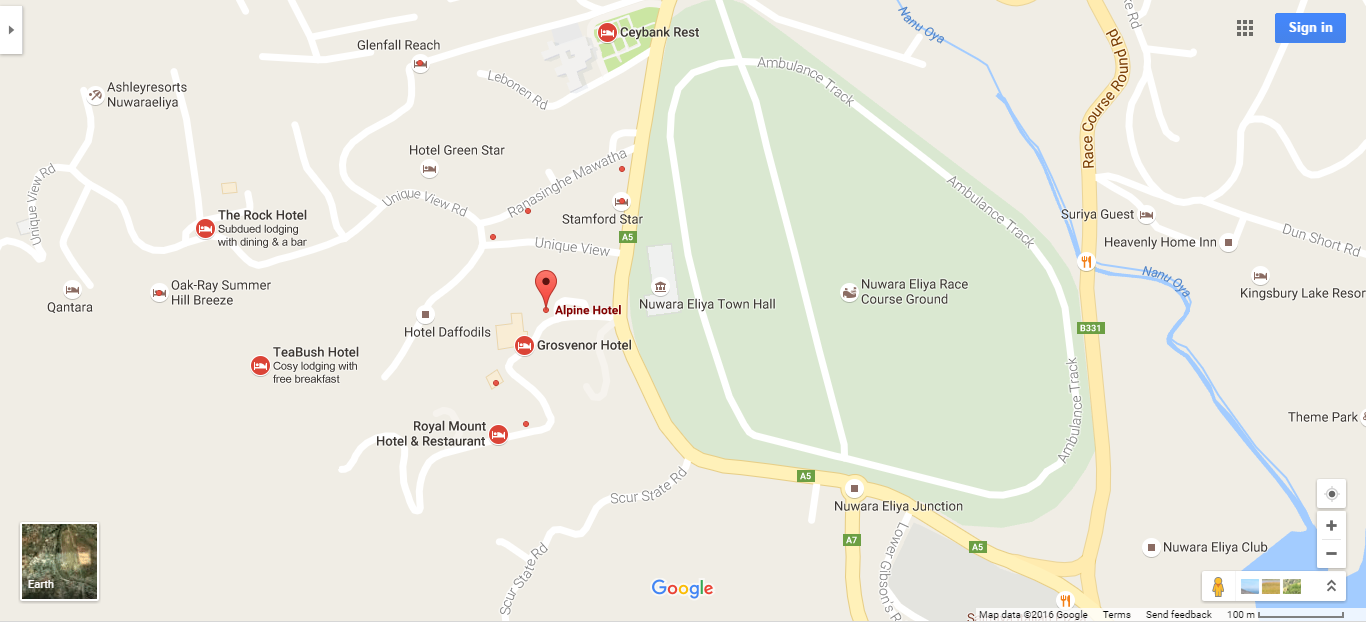 Nanu Oya
Sign in
Ceybank Rest
Glenfall Reach
Race Course Round Rd
Ambulance Track
Lebonen Rd
Ashleyresorts
Nuwaraeliya
Hotel Green Star
Ranasinghe Mawatha
Unique View Rd
Unique View Rd
Ambulance Track
Stamford Star
The Rock Hotel
Subdued lodging
with dining & a bar
Suriya Guest
A5
Unique View
Heavenly Home Inn
Dun Short Rd
Nanu Oya
Oak-Ray Summer
Hill Breeze
Qantara
Nuwara Eliya Race
Course Ground
Nuwara Eliya Town Hall
Kingsbury Lake Resor
Alpine Hotel
Hotel Daffodils
B331
Grosvenor Hotel
TeaBush Hotel
Cosy lodging with
free breakfast
Ambulance Track
Royal Mount
Hotel & Restaurant
Theme Park
A5
Scur State Rd
Nuwara Eliya Junction
A7
A5
Lower Gibson's R
Nuwara Eliya Club
Scur State Rd
Earth
Google
Map data ©2016 Google
Terms
Send feedback
100 m